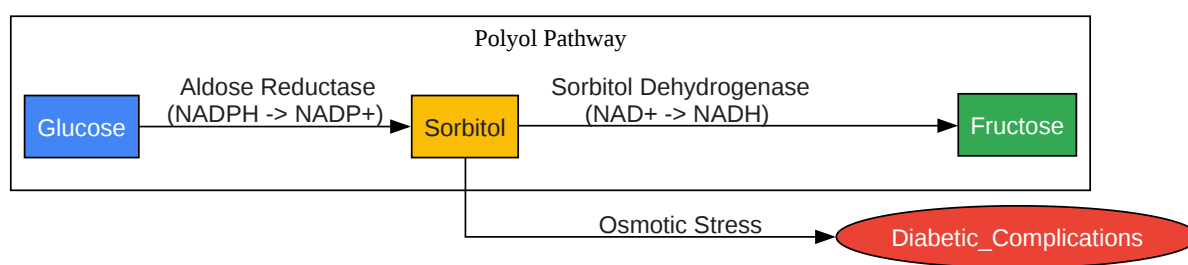 Polyol Pathway
Aldose Reductase
(NADPH -> NADP+)
Sorbitol Dehydrogenase
(NAD+ -> NADH)
Glucose
Sorbitol
Fructose
Osmotic Stress
Diabetic_Complications